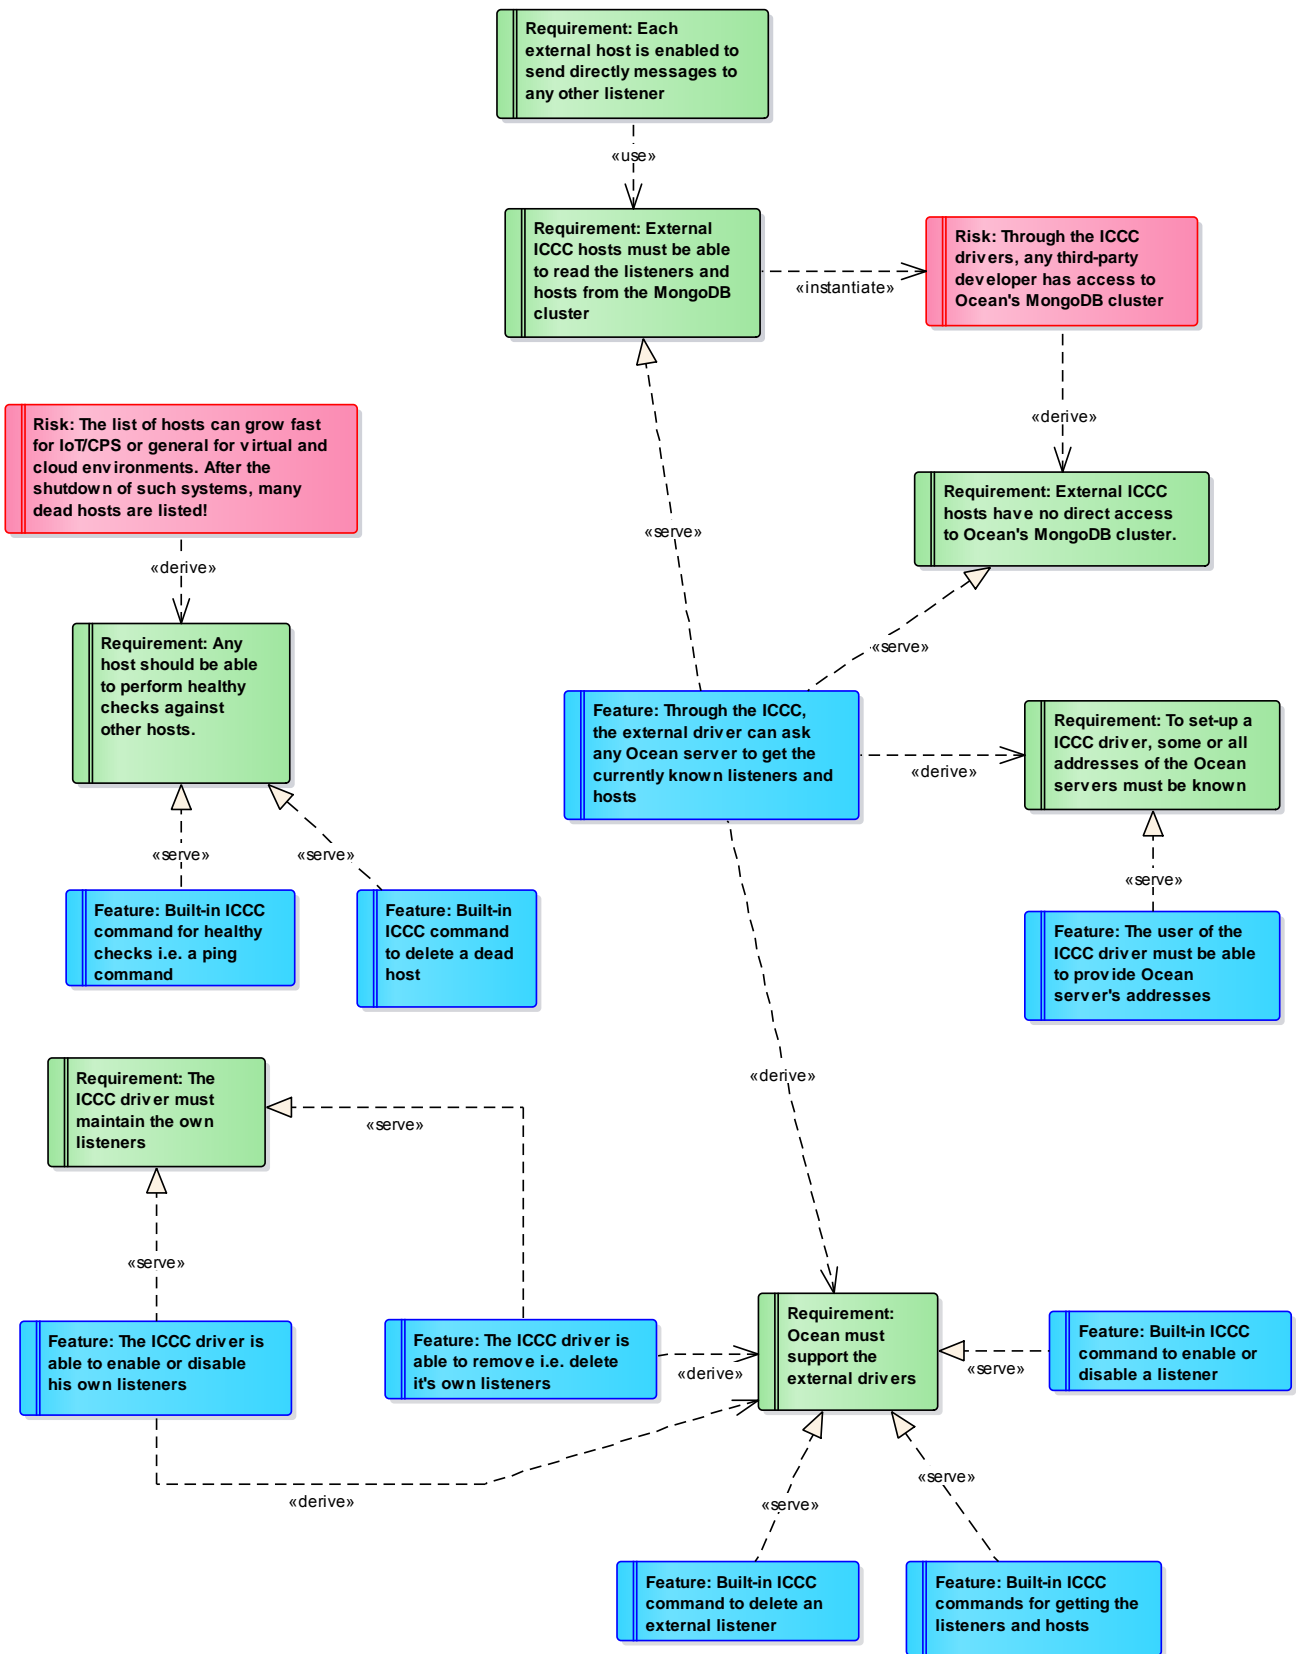 Requirement: Each
external host is enabled to
send directly messages to
any other listener
«use»
Requirement: External
ICCC hosts must be able
to read the listeners and
hosts from the MongoDB
cluster
«instantiate»
Risk: Through the ICCC
drivers, any third-party
developer has access to
Ocean's MongoDB cluster
«derive»
Risk: The list of hosts can grow fast
for IoT/CPS or general for virtual and
cloud environments. After the
shutdown of such systems, many
dead hosts are listed!
«derive»
Requirement: External ICCC
hosts have no direct access
to Ocean's MongoDB cluster.
«serve»
«serve»
Requirement: Any
host should be able
to perform healthy
checks against
other hosts.
Feature: Through the ICCC,
the external driver can ask
any Ocean server to get the
currently known listeners and
hosts
«derive»
Requirement: To set-up a
ICCC driver, some or all
addresses of the Ocean
servers must be known
«serve»
«serve»
«serve»
Feature: Built-in ICCC
command for healthy
checks i.e. a ping
command
Feature: Built-in
ICCC command
to delete a dead
host
Feature: The user of the
ICCC driver must be able
to provide Ocean
server's addresses
«derive»
Requirement: The
ICCC driver must
maintain the own
listeners
«serve»
«serve»
Feature: The ICCC driver is
able to enable or disable
his own listeners
Feature: The ICCC driver is
able to remove i.e. delete
it's own listeners
«derive»
Requirement:
Ocean must
support the
external drivers
«serve»
Feature: Built-in ICCC
command to enable or
disable a listener
«derive»
«serve»
«serve»
Feature: Built-in ICCC
command to delete an
external listener
Feature: Built-in ICCC
commands for getting the
listeners and hosts